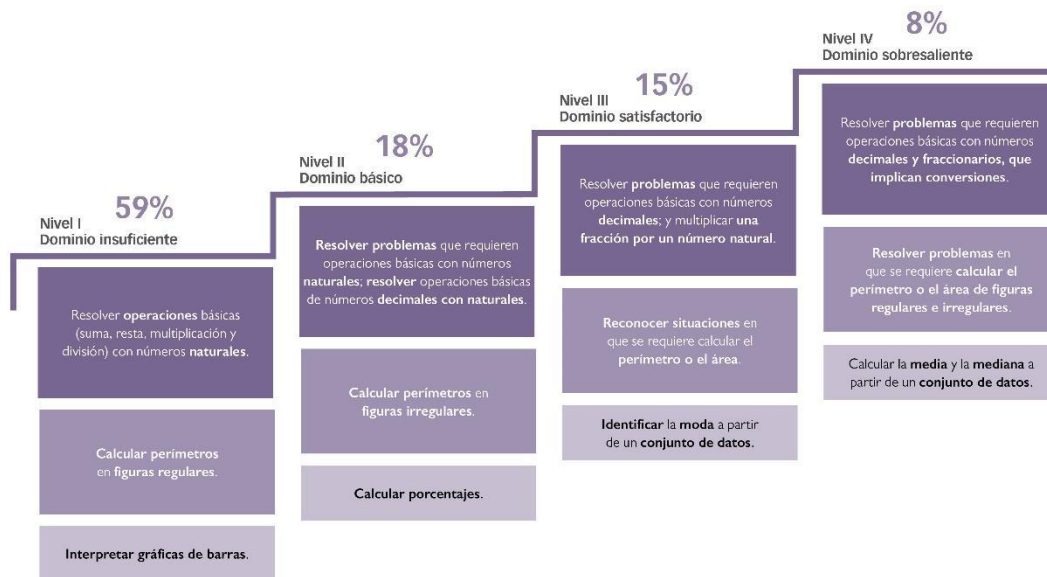 59%
Nivel I
Dominio insuficiente
Resolver operaciones básicas
(suma, resta, multiplicación y
división) con números naturales.
Calcular perímetros
en figuras regulares.
Interpretar gráficas de barras.
18%
Nivel II
Dominio básico
Resolver problemas que requieren
operaciones básicas con números
naturales; resolver operaciones básicas
de números decimales con naturales.
Calcular perímetros en
figuras irregulares.
Calcular porcentajes.
15%
Nivel III
Dominio satisfactorio
Resolver problemas que requieren
operaciones básicas con números
decimales; y multiplicar una
fracción por un número natural.
Reconocer situaciones en
que se requiere calcular el
perímetro o el área.
Identificar la moda a partir
de un conjunto de datos.
8%
Nivel IV
Dominio sobresaliente
Resolver problemas que requieren
operaciones básicas con números
decimales y fraccionarios, que
implican conversiones.
Resolver problemas en
que se requiere calcular el
perímetro o el área de figuras
regulares e irregulares.
Calcular la media y la mediana a
partir de un conjunto de datos.